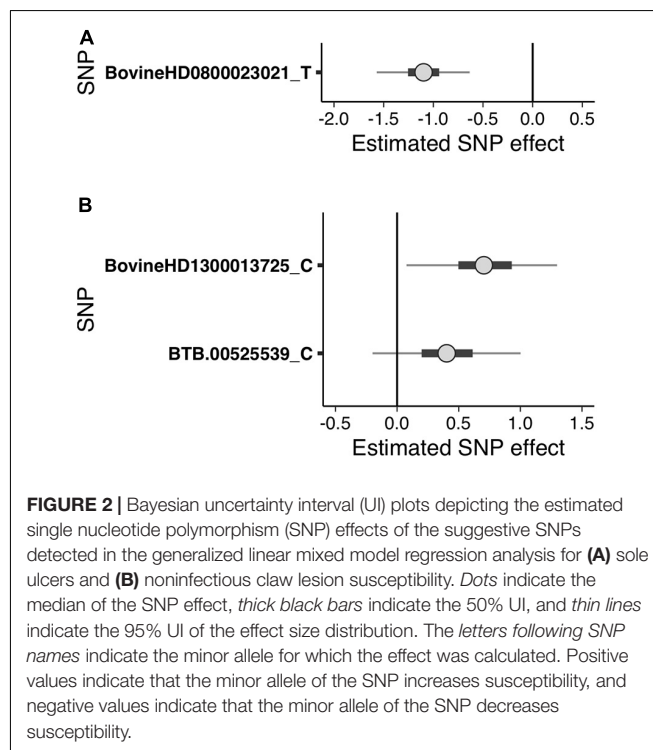 A
SNP
BovineHD0800023021_T
-2.0 -1.5 -1.0 -0.5 0.0 0.5
Estimated SNP effect
B
SNP
BovineHD1300013725_C
BTB.00525539_C
-0.5 0.0 0.5 1.0 1.5
Estimated SNP effect
FIGURE 2 | Bayesian uncertainty interval (UI) plots depicting the estimated
single nucleotide polymorphism (SNP) effects of the suggestive SNPs
detected in the generalized linear mixed model regression analysis for (A) sole
ulcers and (B) noninfectious claw lesion susceptibility. Dots indicate the
median of the SNP effect, thick black bars indicate the 50% UI, and thin lines
indicate the 95% UI of the effect size distribution. The letters following SNP
names indicate the minor allele for which the effect was calculated. Positive
values indicate that the minor allele of the SNP increases susceptibility, and
negative values indicate that the minor allele of the SNP decreases
susceptibility.